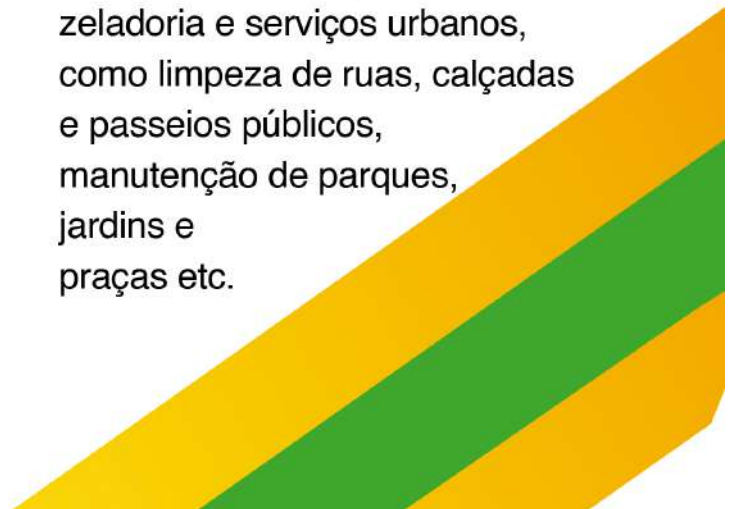 zeladoria e serviços urbanos,
como limpeza de ruas, calçadas
e passeios públicos,
manutenção de parques,
jardins e
praças etc.